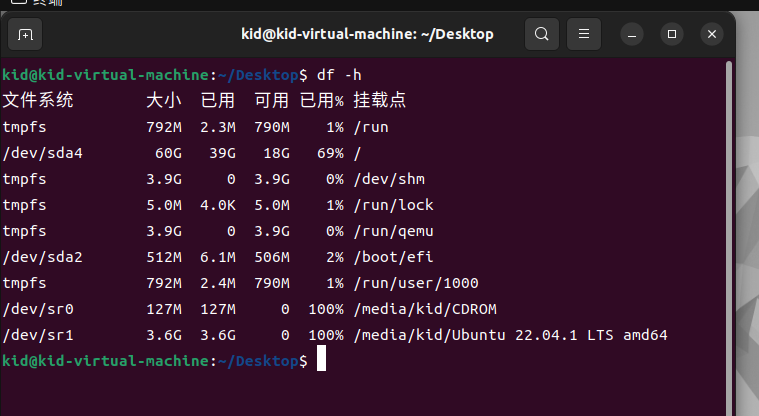 终端
kid@kid-virtual-machine: ~/Desktop
kid@kid-virtual-machine:~/Desktop$ df -h
文件系统 大小 已用 可用 已用% 挂载点
tmpfs 792M 2.3M 790M 1% /run
/dev/sda4 60G 39G 18G 69% /
tmpfs 3.9G 0 3.9G 0% /dev/shm
tmpfs 5.0M 4.0K 5.0M 1% /run/lock
tmpfs 3.9G 0 3.9G 0% /run/qemu
/dev/sda2 512M 6.1M 506M 2% /boot/efi
tmpfs 792M 2.4M 790M 1% /run/user/1000
/dev/sr0 127M 127M 0 100% /media/kid/CDROM
/dev/sr1 3.6G 3.6G 0 100% /media/kid/Ubuntu 22.04.1 LTS amd64
kid@kid-virtual-machine:~/Desktop$